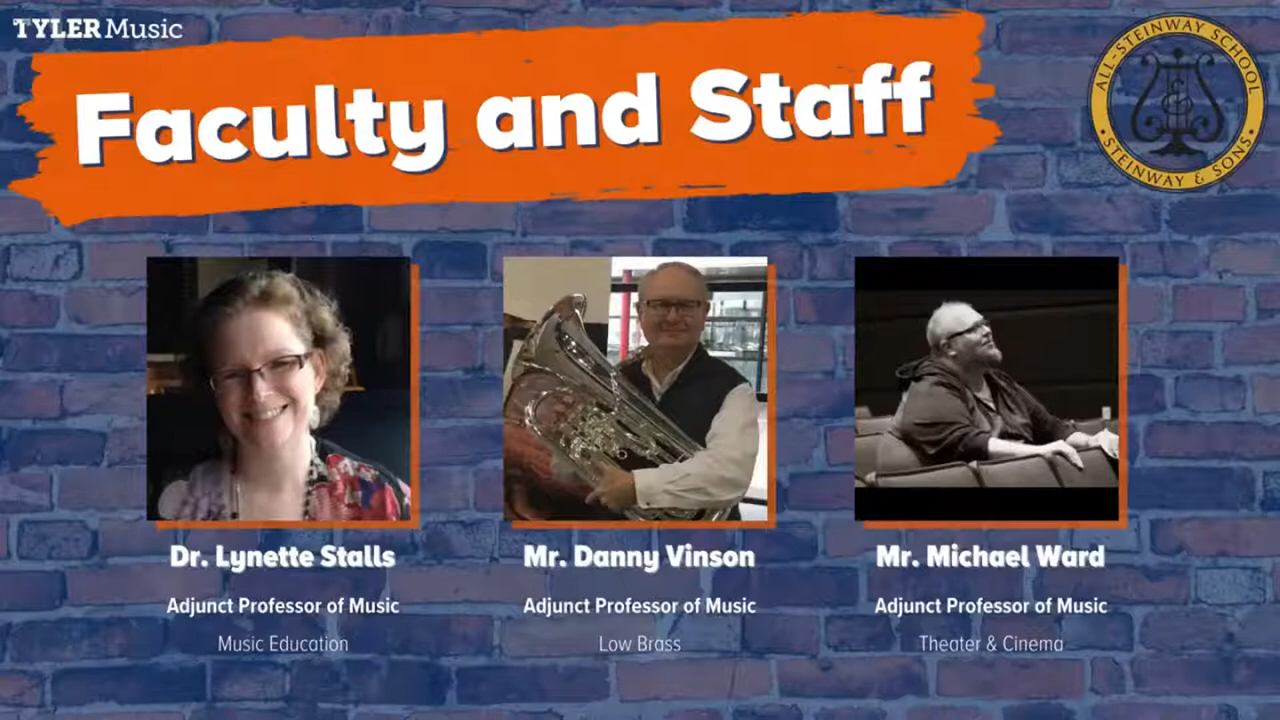 TYLER Music
Faculty and Staff
ALL-STEINWAY SCHOOL
STEINWAY & SONS
Dr. Lynette Stalls
Mr. Danny Vinson
Mr. Michael Ward
Adjunct Professor of Music
Adjunct Professor of Music
Adjunct Professor of Music
Music Education
Low Brass
Theater & Cinema